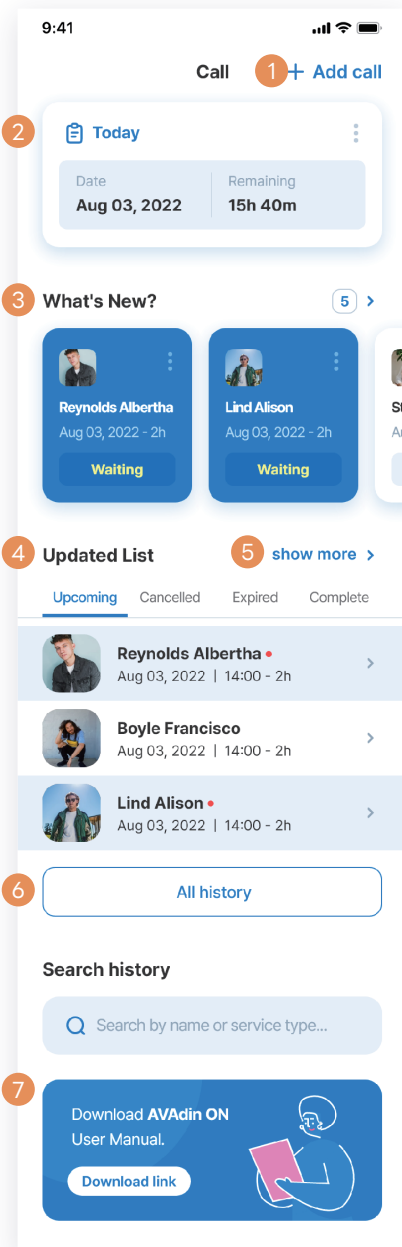 9:41
Call
1
+ Add call
2
Today
Date
Remaining
Aug 03, 2022
15h 40m
3
What's New?
5
Reynolds Albertha
Aug 03, 2022 - 2h
Waiting
Lind Alison
Aug 03, 2022 - 2h
Waiting
4
Updated List
5
show more
Upcoming
Cancelled
Expired
Complete
Reynolds Albertha
Aug 03, 2022 | 14:00 - 2h
Boyle Francisco
Aug 03, 2022 | 14:00 - 2h
Lind Alison
Aug 03, 2022 | 14:00 - 2h
6
All history
Search history
Search by name or service type...
7
Download AVAdin ON
User Manual.
Download link